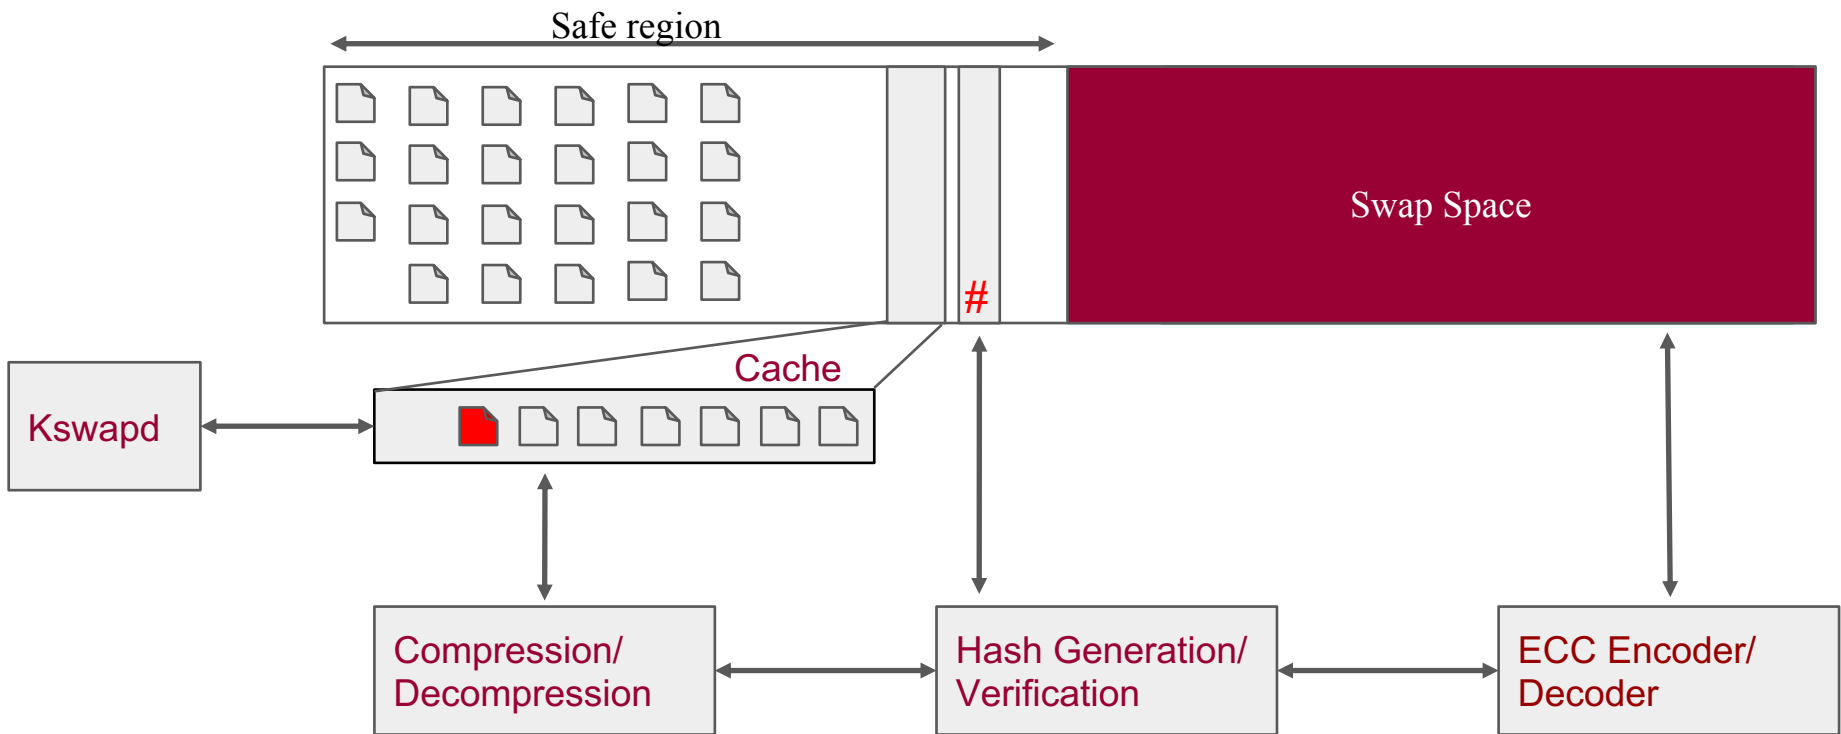 Safe region
Swap Space
#
Cache
Kswapd
Compression/
Decompression
Hash Generation/
Verification
ECC Encoder/
Decoder